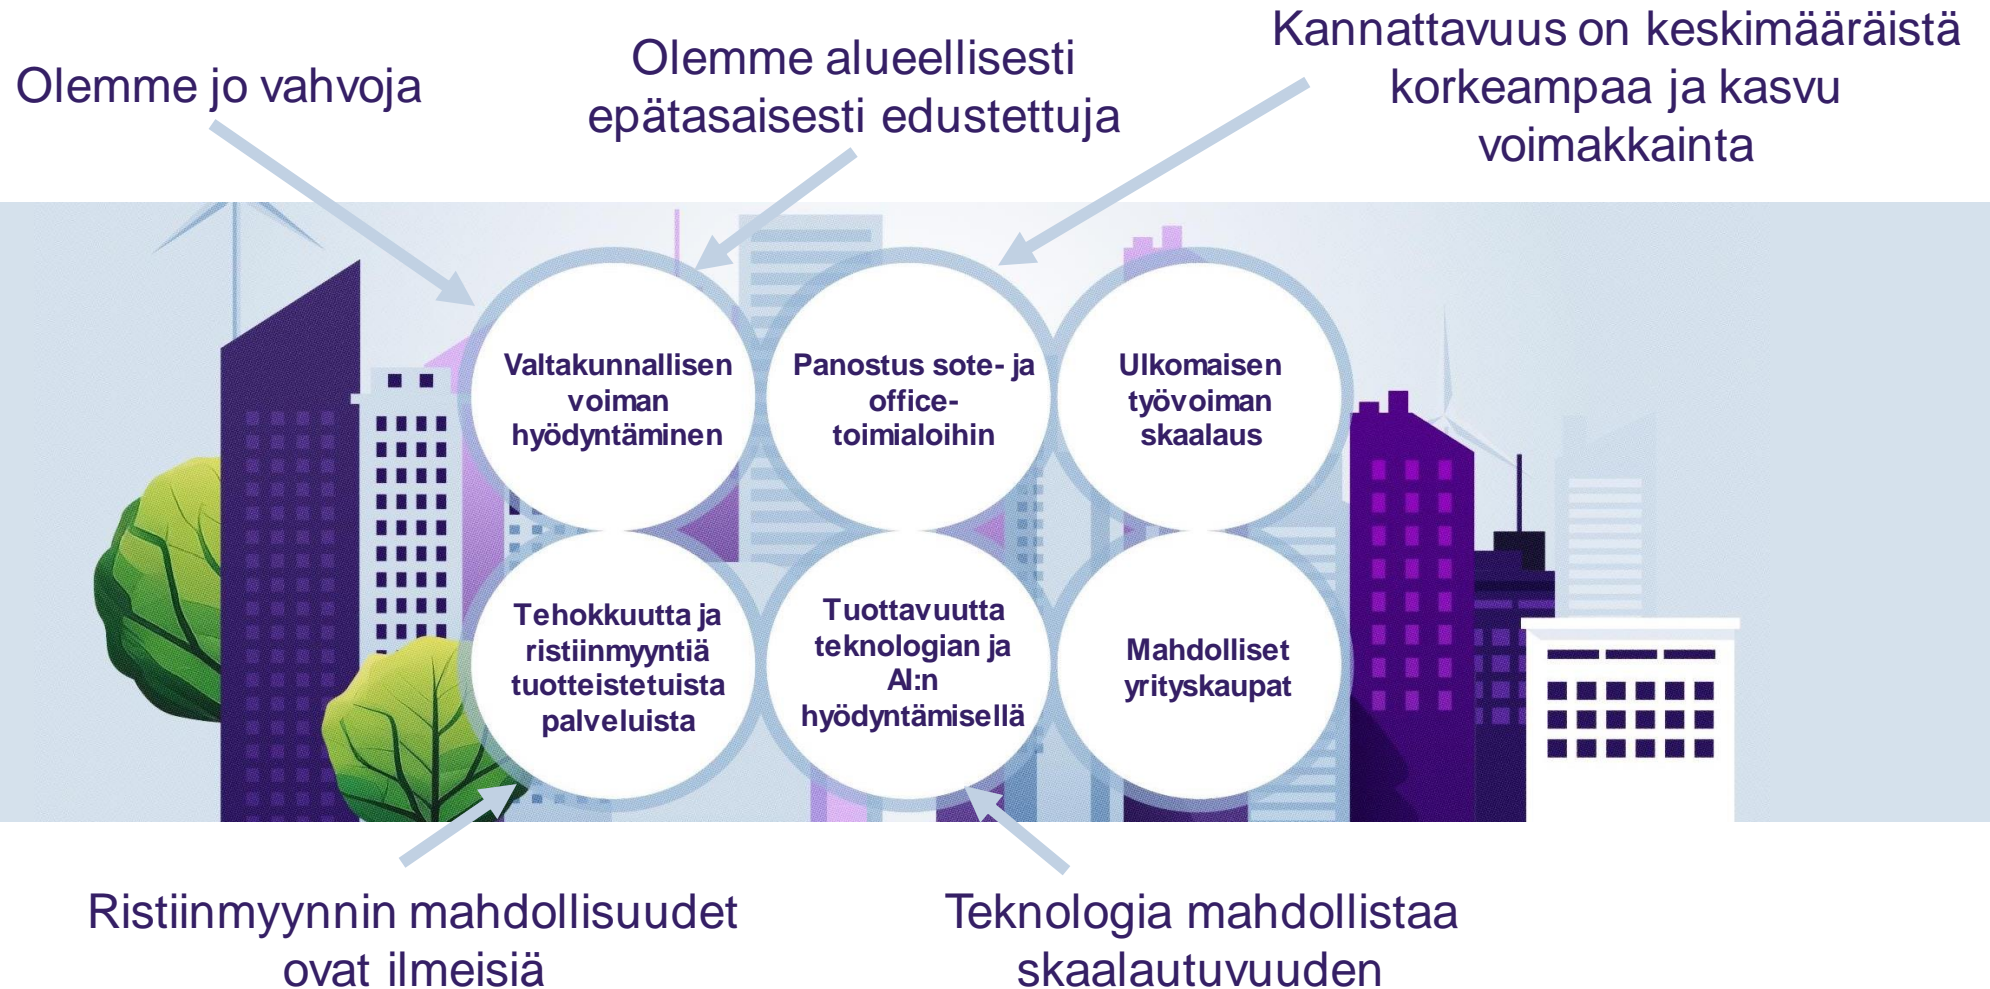 Olemme jo vahvoja
Olemme alueellisesti
epätasaisesti edustettuja
Kannattavuus on keskimääräistä
korkeampaa ja kasvu
voimakkainta
Valtakunnallisen
voiman
hyödyntäminen
Panostus sote- ja
office-
toimialoihin
Ulkomaisen
työvoiman
skaalaus
Tehokkuutta ja
ristiinmyyntiä
tuotteistetuista
palveluista
Tuottavuutta
teknologian ja
AI:n
hyödyntämisellä
Mahdolliset
yrityskaupat
Ristiinmyynnin mahdollisuudet
ovat ilmeisiä
Teknologia mahdollistaa
skaalautuvuuden